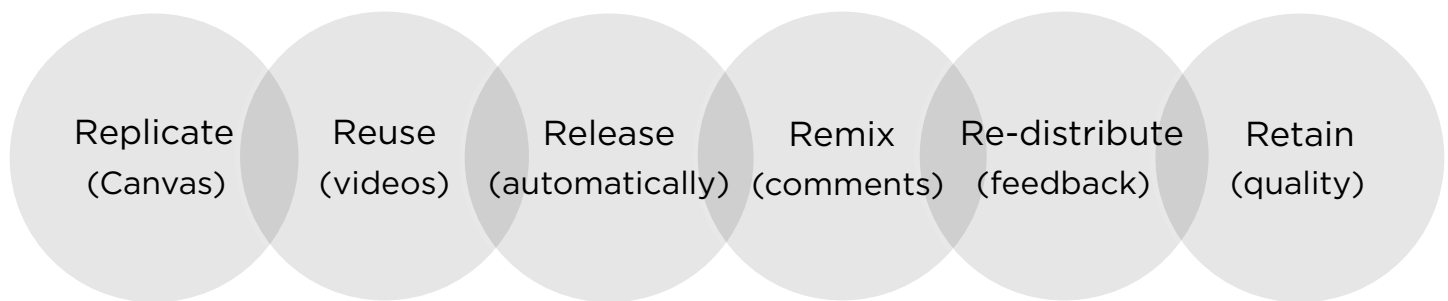 Replicate
(Canvas)
Reuse
(videos)
Release
(automatically)
Remix
(comments)
Re-distribute
(feedback)
Retain
(quality)